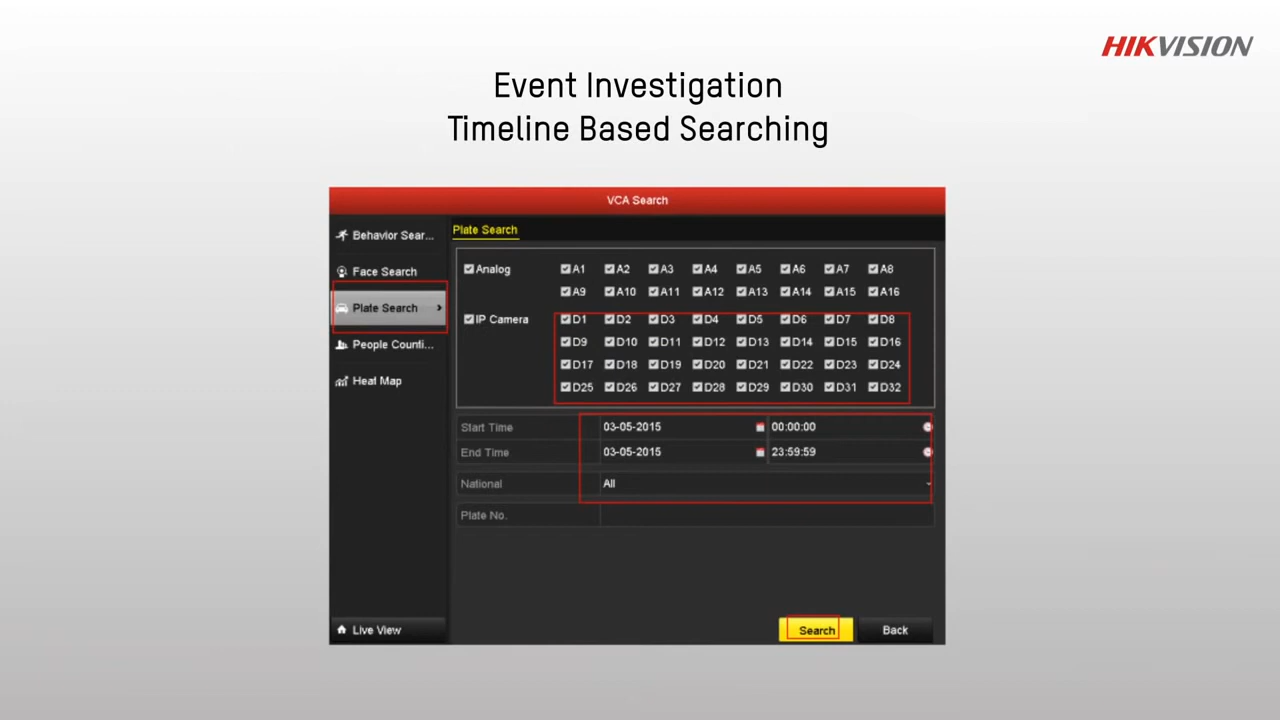 HIKVISION
Event Investigation
Timeline Based Searching
VCA Search
Behavior Sear...
Face Search
Plate Search
People Counti...
Heat Map
Live View
Plate Search
Analog A1 A2 A3 A4 A5 A6 A7 A8
A9 A10 A11 A12 A13 A14 A15 A16
IP Camera D1 D2 D3 D4 D5 D6 D7 D8
D9 D10 D11 D12 D13 D14 D15 D16
D17 D18 D19 D20 D21 D22 D23 D24
D25 D26 D27 D28 D29 D30 D31 D32
Start Time 03-05-2015 00:00:00
End Time 03-05-2015 23:59:59
National All
Plate No.
Search Back